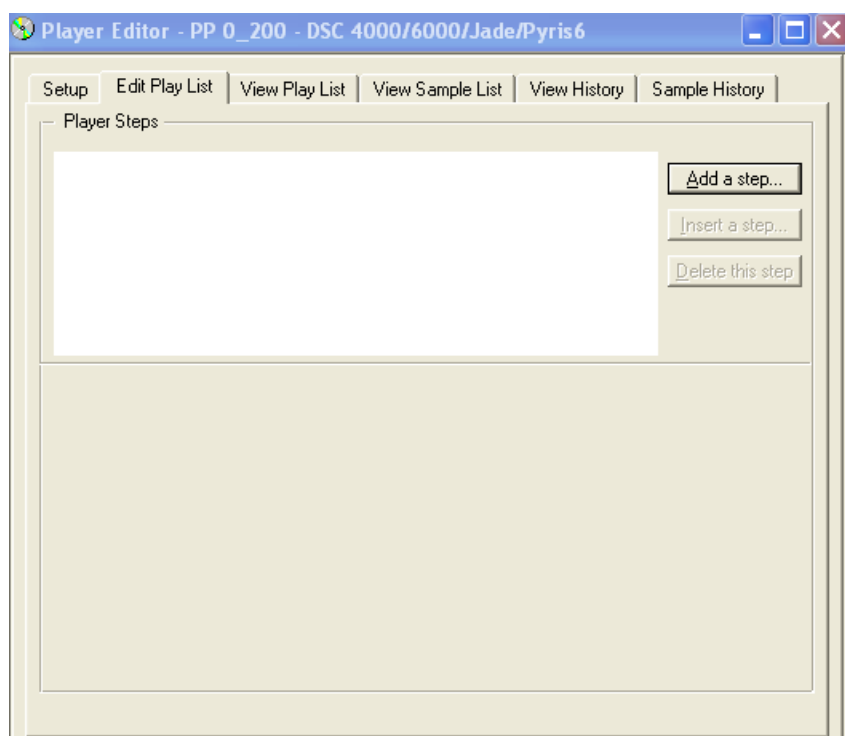 Player Editor - PP 0_200 - DSC 4000/6000/Jade/Pyris6
Setup Edit Play List View Play List View Sample List View History Sample History
Player Steps
Add a step...
Insert a step...
Delete this step